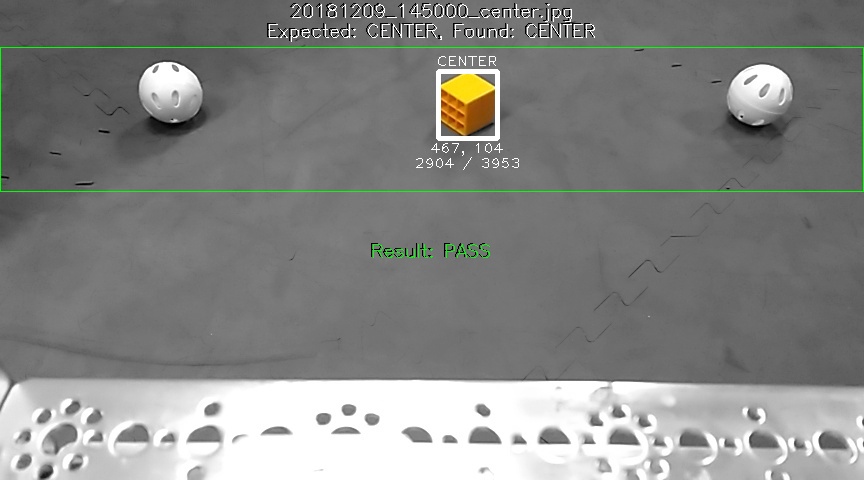 20181209_145000_center.jpg
Expected: CENTER, Found: CENTER
CENTER
467, 104
2904 / 3953
Result: PASS